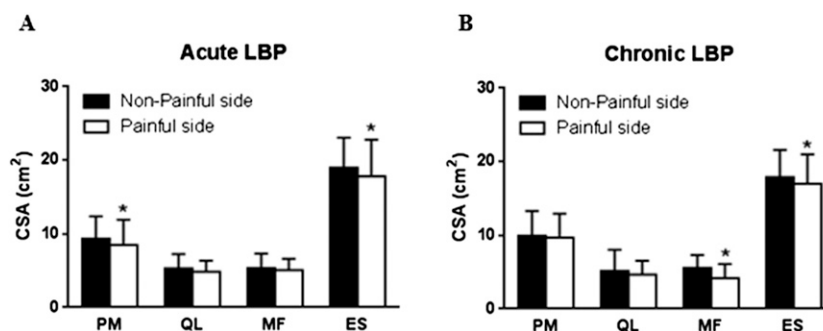 A
Acute LBP
Non-Painful side
Painful side
CSA (cm²)
30
20
10
0
*
*
PM QL MF ES
B
Chronic LBP
Non-Painful side
Painful side
CSA (cm²)
30
20
10
0
*
*
PM QL MF ES